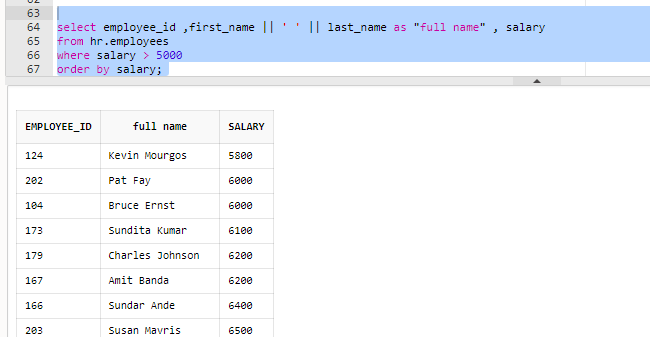 63
64 select employee_id ,first_name || ' ' || last_name as "full name" , salary
65 from hr.employees
66 where salary > 5000
67 order by salary;
EMPLOYEE_ID full name SALARY
124 Kevin Mourgos 5800
202 Pat Fay 6000
104 Bruce Ernst 6000
173 Sundita Kumar 6100
179 Charles Johnson 6200
167 Amit Banda 6200
166 Sundar Ande 6400
203 Susan Mavris 6500